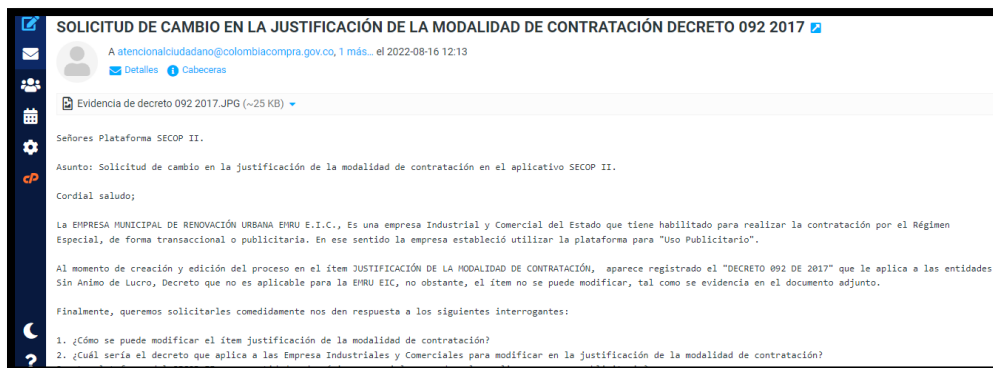 SOLICITUD DE CAMBIO EN LA JUSTIFICACIÓN DE LA MODALIDAD DE CONTRATACIÓN DECRETO 092 2017
A atencionalciudadano@colombiacompra.gov.co, 1 más... el 2022-08-16 12:13
Detalles Cabeceras
Evidencia de decreto 092 2017.JPG (~25 KB)
Señores Plataforma SECOP II.
Asunto: Solicitud de cambio en la justificación de la modalidad de contratación en el aplicativo SECOP II.
Cordial saludo;
La EMPRESA MUNICIPAL DE RENOVACIÓN URBANA EMRU E.I.C., Es una empresa Industrial y Comercial del Estado que tiene habilitado para realizar la contratación por el Régimen
Especial, de forma transaccional o publicitaria. En ese sentido la empresa estableció utilizar la plataforma para "Uso Publicitario".
Al momento de creación y edición del proceso en el ítem JUSTIFICACIÓN DE LA MODALIDAD DE CONTRATACIÓN, aparece registrado el "DECRETO 092 DE 2017" que le aplica a las entidades
Sin Animo de Lucro, Decreto que no es aplicable para la EMRU EIC, no obstante, el ítem no se puede modificar, tal como se evidencia en el documento adjunto.
Finalmente, queremos solicitarles comedidamente nos den respuesta a los siguientes interrogantes:
1. ¿Cómo se puede modificar el ítem justificación de la modalidad de contratación?
2. ¿Cuál sería el decreto que aplica a las Empresa Industriales y Comerciales para modificar en la justificación de la modalidad de contratación?